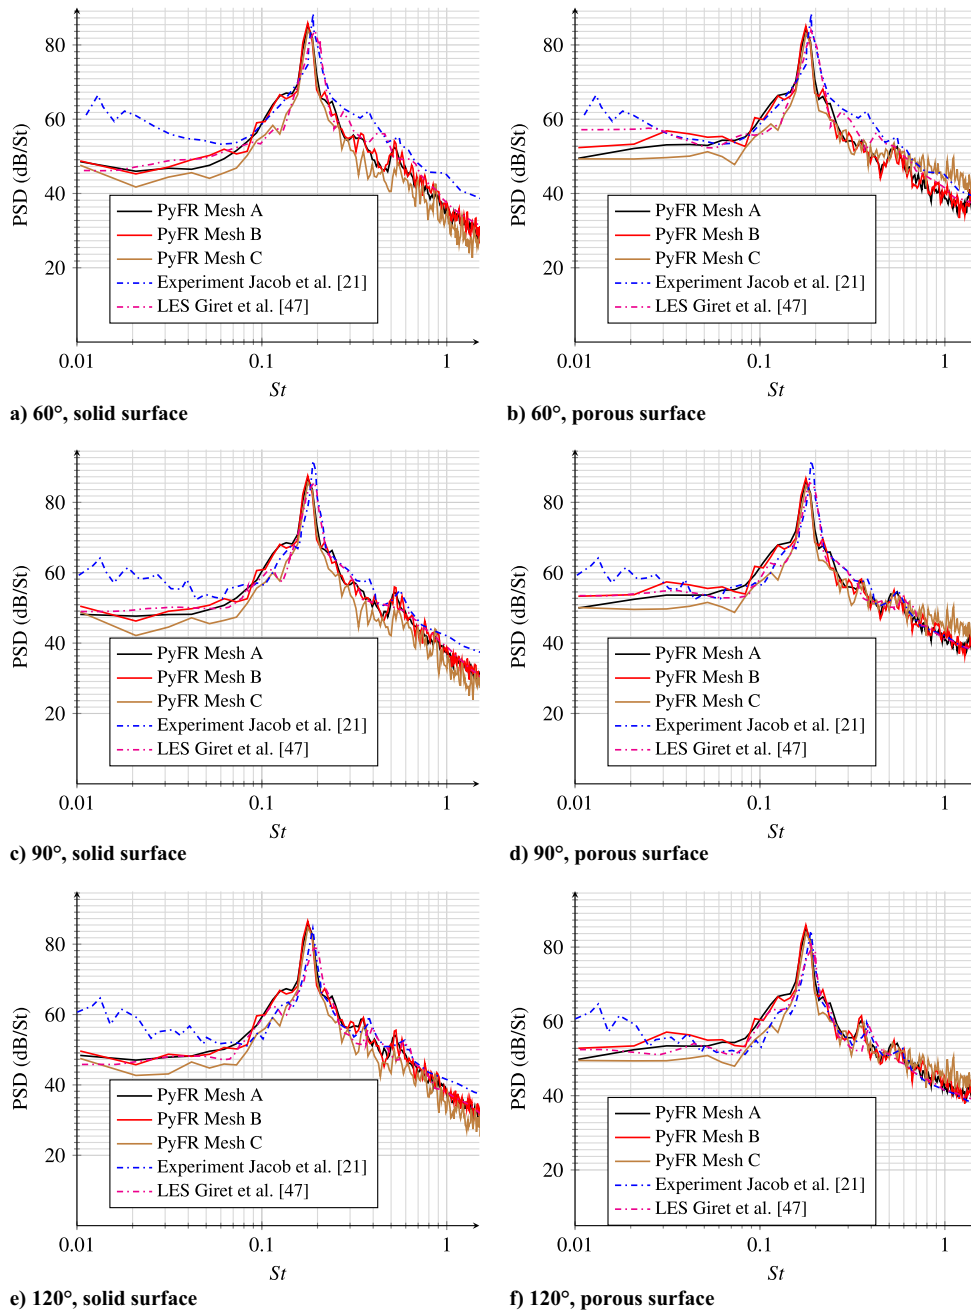 80
60
40
20
PSD (dB/St)
PyFR Mesh A
PyFR Mesh B
PyFR Mesh C
Experiment Jacob et al. [21]
LES Giret et al. [47]
0.01 0.1 1
St
a) 60°, solid surface
80
60
40
20
PSD (dB/St)
PyFR Mesh A
PyFR Mesh B
PyFR Mesh C
Experiment Jacob et al. [21]
LES Giret et al. [47]
0.01 0.1 1
St
b) 60°, porous surface
80
60
40
20
PSD (dB/St)
PyFR Mesh A
PyFR Mesh B
PyFR Mesh C
Experiment Jacob et al. [21]
LES Giret et al. [47]
0.01 0.1 1
St
c) 90°, solid surface
80
60
40
20
PSD (dB/St)
PyFR Mesh A
PyFR Mesh B
PyFR Mesh C
Experiment Jacob et al. [21]
LES Giret et al. [47]
0.01 0.1 1
St
d) 90°, porous surface
80
60
40
20
PSD (dB/St)
PyFR Mesh A
PyFR Mesh B
PyFR Mesh C
Experiment Jacob et al. [21]
LES Giret et al. [47]
0.01 0.1 1
St
e) 120°, solid surface
80
60
40
20
PSD (dB/St)
PyFR Mesh A
PyFR Mesh B
PyFR Mesh C
Experiment Jacob et al. [21]
LES Giret et al. [47]
0.01 0.1 1
St
f) 120°, porous surface